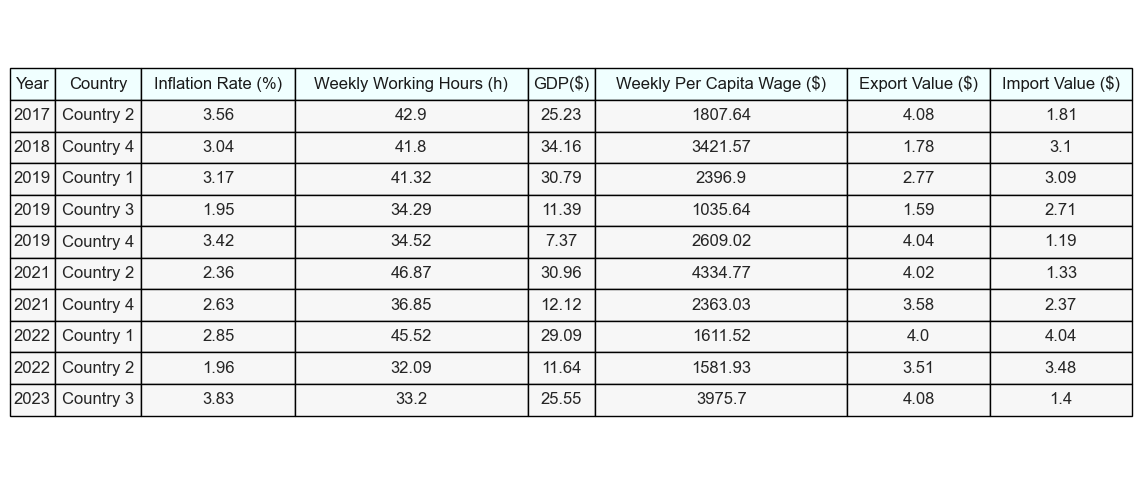 Year Country Inflation Rate (%) Weekly Working Hours (h) GDP($) Weekly Per Capita Wage ($) Export Value ($) Import Value ($)
2017 Country 2 3.56 42.9 25.23 1807.64 4.08 1.81
2018 Country 4 3.04 41.8 34.16 3421.57 1.78 3.1
2019 Country 1 3.17 41.32 30.79 2396.9 2.77 3.09
2019 Country 3 1.95 34.29 11.39 1035.64 1.59 2.71
2019 Country 4 3.42 34.52 7.37 2609.02 4.04 1.19
2021 Country 2 2.36 46.87 30.96 4334.77 4.02 1.33
2021 Country 4 2.63 36.85 12.12 2363.03 3.58 2.37
2022 Country 1 2.85 45.52 29.09 1611.52 4.0 4.04
2022 Country 2 1.96 32.09 11.64 1581.93 3.51 3.48
2023 Country 3 3.83 33.2 25.55 3975.7 4.08 1.4